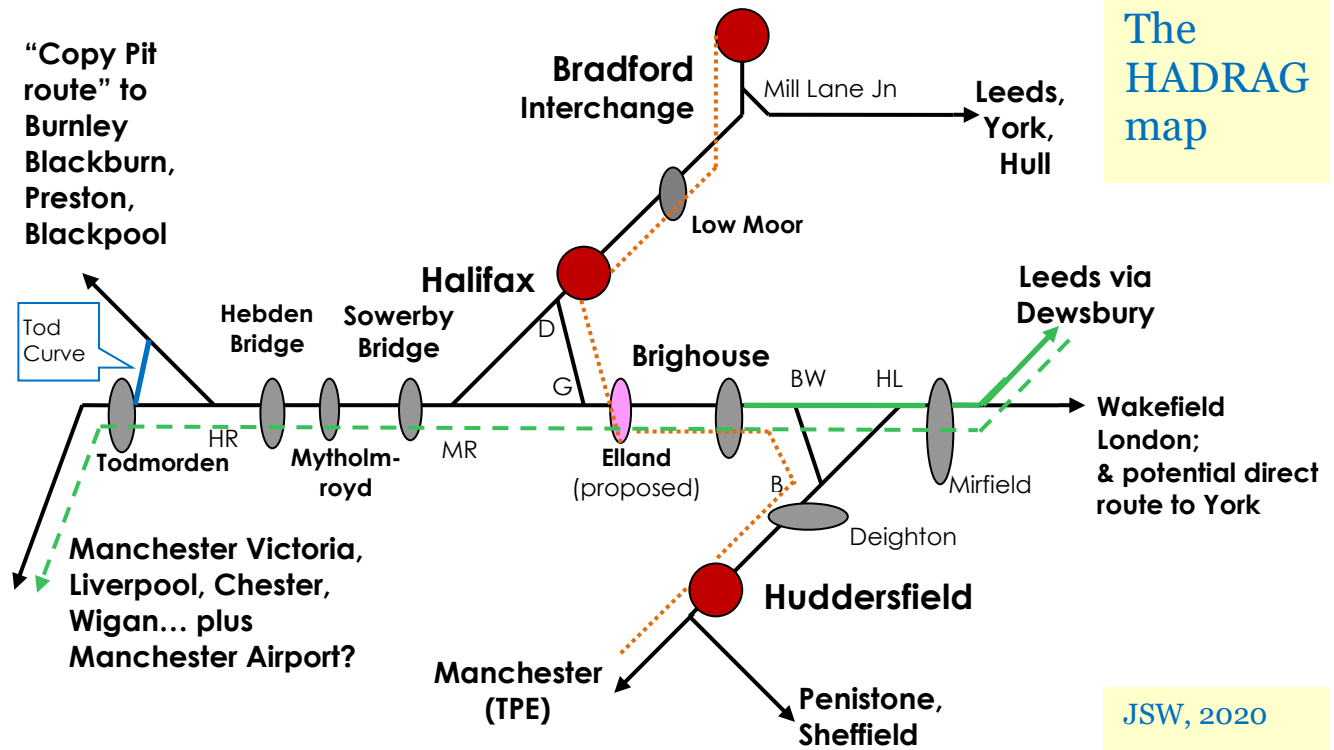 “Copy Pit
route” to
Burnley
Blackburn,
Preston,
Blackpool
Bradford
Interchange
Mill Lane Jn
Leeds,
York,
Hull
The
HADRAG
map
Low Moor
Halifax
Tod
Curve
Hebden
Bridge
Sowerby
Bridge
D
G
Brighouse
BW
HL
Leeds via
Dewsbury
HR
Todmorden
Mytholm-
royd
MR
Elland
(proposed)
B
Mirfield
Deighton
Wakefield
London;
& potential direct
route to York
Manchester Victoria,
Liverpool, Chester,
Wigan… plus
Manchester Airport?
Huddersfield
Manchester
(TPE)
Penistone,
Sheffield
JSW, 2020